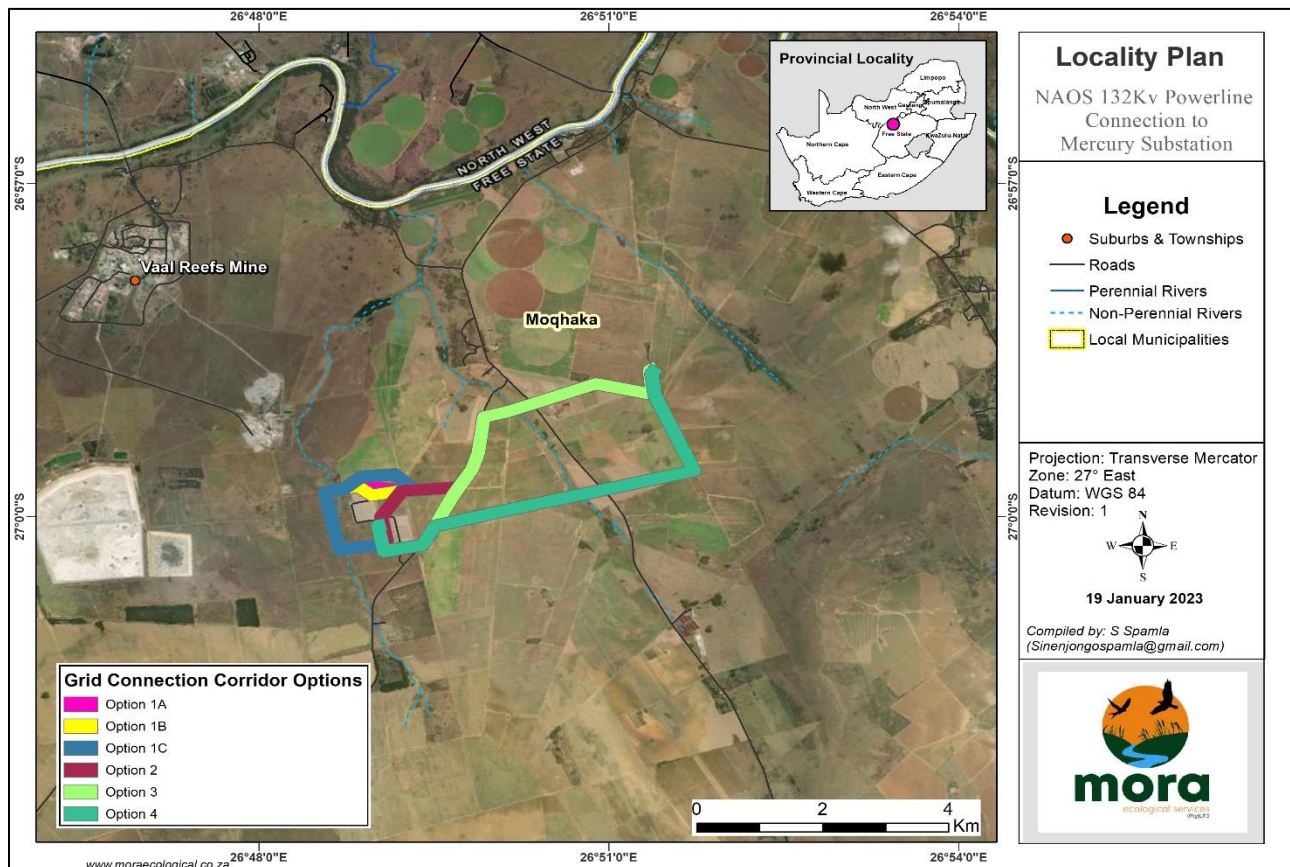 26°48'0"E
26°51'0"E
26°54'0"E
26°57'0"S
26°57'0"S
27°0'0"S
27°0'0"S
NORTH WEST
FREE STATE
Vaal Reefs Mine
Moqhaka
Provincial Locality
Limpopo
North West
Mpumalanga
Free State
KwaZulu-Natal
Northern Cape
Eastern Cape
Western Cape
Grid Connection Corridor Options
Option 1A
Option 1B
Option 1C
Option 2
Option 3
Option 4
0 2 4
Km
26°48'0"E
26°51'0"E
26°54'0"E
www.moraecological.co.za
Locality Plan
NAOS 132Kv Powerline
Connection to
Mercury Substation
Legend
Suburbs & Townships
Roads
Perennial Rivers
Non-Perennial Rivers
Local Municipalities
Projection: Transverse Mercator
Zone: 27° East
Datum: WGS 84
Revision: 1
N
W E
S
19 January 2023
Compiled by: S Spamla
(Sinenjongospamla@gmail.com)
mora
ecological services
(Pty)LTD